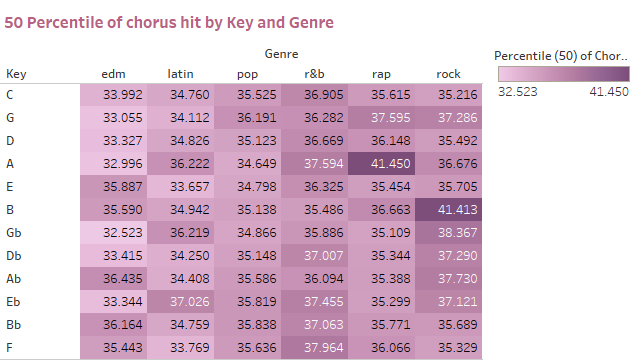 50 Percentile of chorus hit by Key and Genre
Genre
Key edm latin pop r&b rap rock
C 33.992 34.760 35.525 36.905 35.615 35.216
G 33.055 34.112 36.191 36.282 37.595 37.286
D 33.327 34.826 35.123 36.669 36.148 35.492
A 32.996 36.222 34.649 37.594 41.450 36.676
E 35.887 33.657 34.798 36.325 35.454 35.705
B 35.590 34.942 35.138 35.486 36.663 41.413
Gb 32.523 36.219 34.866 35.886 35.109 38.367
Db 33.415 34.250 35.148 37.007 35.344 37.290
Ab 36.435 34.408 35.586 36.094 35.388 37.730
Eb 33.344 37.026 35.819 37.455 35.299 37.121
Bb 36.164 34.759 35.838 37.063 35.771 35.689
F 35.443 33.769 35.636 37.964 36.066 35.329
Percentile (50) of Chor..
32.523 41.450